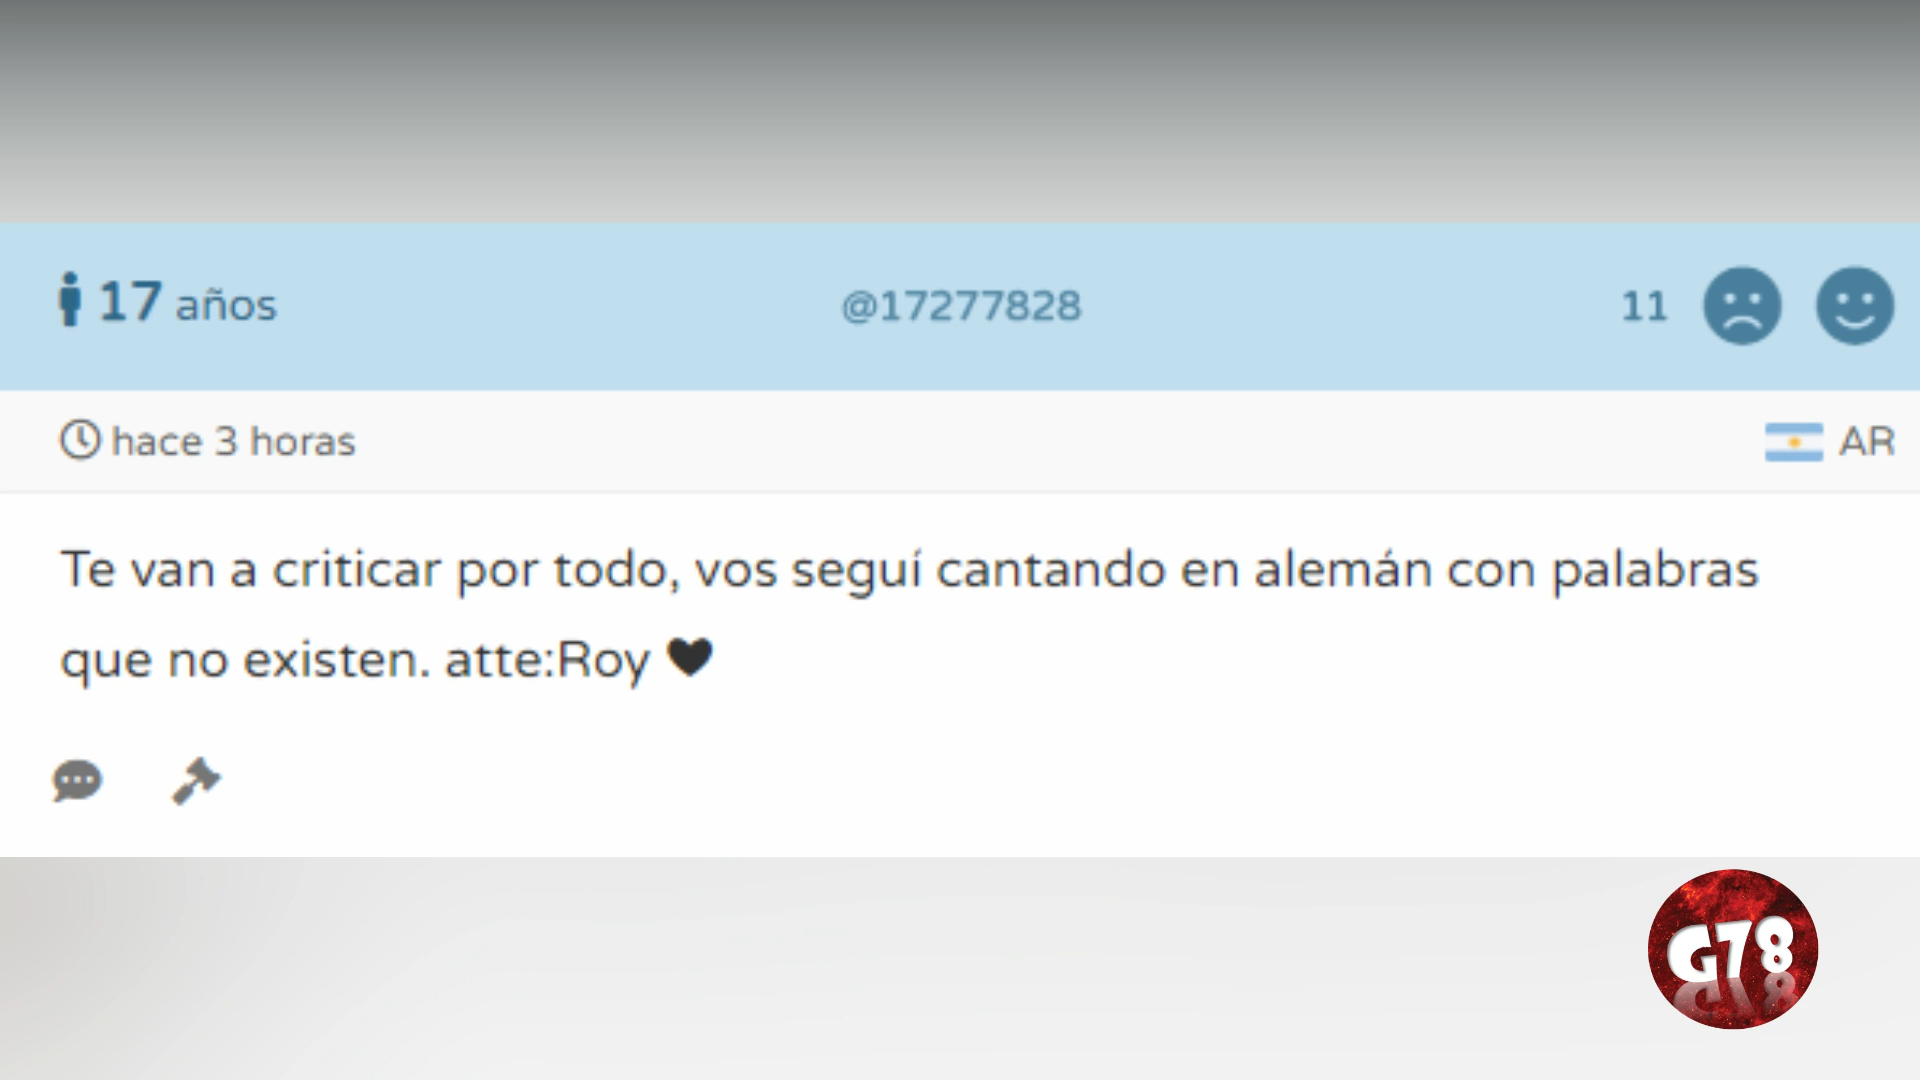 17 años @17277828 11
hace 3 horas AR
Te van a criticar por todo, vos seguí cantando en alemán con palabras
que no existen. atte:Roy 🖤
G78